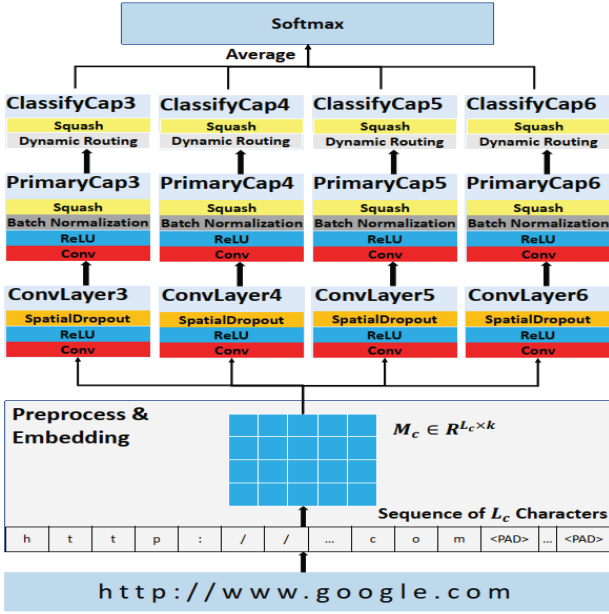 Softmax
Average
ClassifyCap3 ClassifyCap4 ClassifyCap5 ClassifyCap6
Squash Squash Squash Squash
Dynamic Routing Dynamic Routing Dynamic Routing Dynamic Routing
PrimaryCap3 PrimaryCap4 PrimaryCap5 PrimaryCap6
Squash Squash Squash Squash
Batch Normalization Batch Normalization Batch Normalization Batch Normalization
ReLU ReLU ReLU ReLU
Conv Conv Conv Conv
ConvLayer3 ConvLayer4 ConvLayer5 ConvLayer6
SpatialDropout SpatialDropout SpatialDropout SpatialDropout
ReLU ReLU ReLU ReLU
Conv Conv Conv Conv
Preprocess &
Embedding
M_c ∈ R^{L_c×k}
Sequence of L_c Characters
h t t p : / / ... c o m <PAD> ... <PAD>
http://www.google.com